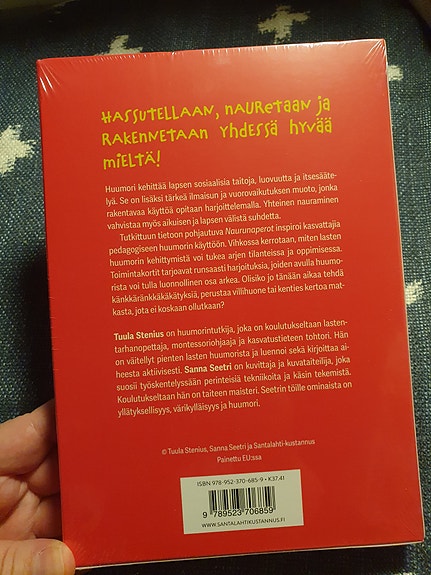 Hassutellaan, nauretaan ja
rakennetaan yhdessä hyvää
mieltä!
Huumori kehittää lapsen sosiaalisia taitoja, luovuutta ja itsesääte-
lyä. Se on lisäksi tärkeä ilmaisun ja vuorovaikutuksen muoto, jonka
rakentavaa käyttöä opitaan harjoittelemalla. Yhteinen nauraminen
vahvistaa myös aikuisen ja lapsen välistä suhdetta.
Tutkittuun tietoon pohjautuva Naurunaperot inspiroi kasvattajia
pedagogiseen huumorin käyttöön. Vihkossa kerrotaan, miten lasten
huumorin kehittymistä voi tukea arjen tilanteissa ja oppimisessa.
Toimintakortit tarjoavat runsaasti harjoituksia, joiden avulla huumo-
rista voi tulla luonnollinen osa arkea. Olisiko jo tänään aika tehdä
känkkäränkkäkäkätyksiä, perustaa villihuone tai kenties kertoa mat-
kasta, jota ei koskaan ollutkaan?
Tuula Stenius on huumorintutkija, joka on koulutukseltaan lasten-
tarhanopettaja, montessoriohjaaja ja kasvatustieteen tohtori. Hän
on väitellyt pienten lasten huumorista ja luennoi sekä kirjoittaa ai-
heesta aktiivisesti. Sanna Seetri on kuvittaja ja kuvataiteilija, joka
suosii työskentelyssään perinteisiä tekniikoita ja käsin tekemistä.
Koulutukseltaan hän on taiteen maisteri. Seetrin töille ominaista on
yllätyksellisyys, värikylläisyys ja huumori.
© Tuula Stenius, Sanna Seetri ja Santalahti-kustannus
Painettu EU:ssa
ISBN 978-952-370-685-9 • K37.41
9 789523 706859
WWW.SANTALAHTIKUSTANNUS.FI